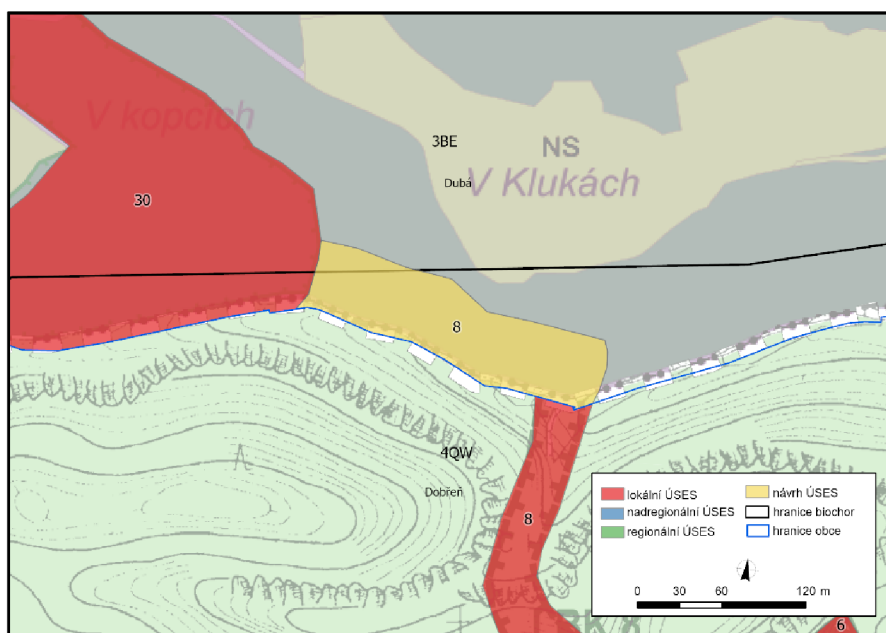 V kopcích
3BE
NS
Dubá
V Klukách
30
8
4QW
Dobřeň
8
lokální ÚSES
návrh ÚSES
nadregionální ÚSES
hranice biochor
regionální ÚSES
hranice obce
0 30 60 120 m
6